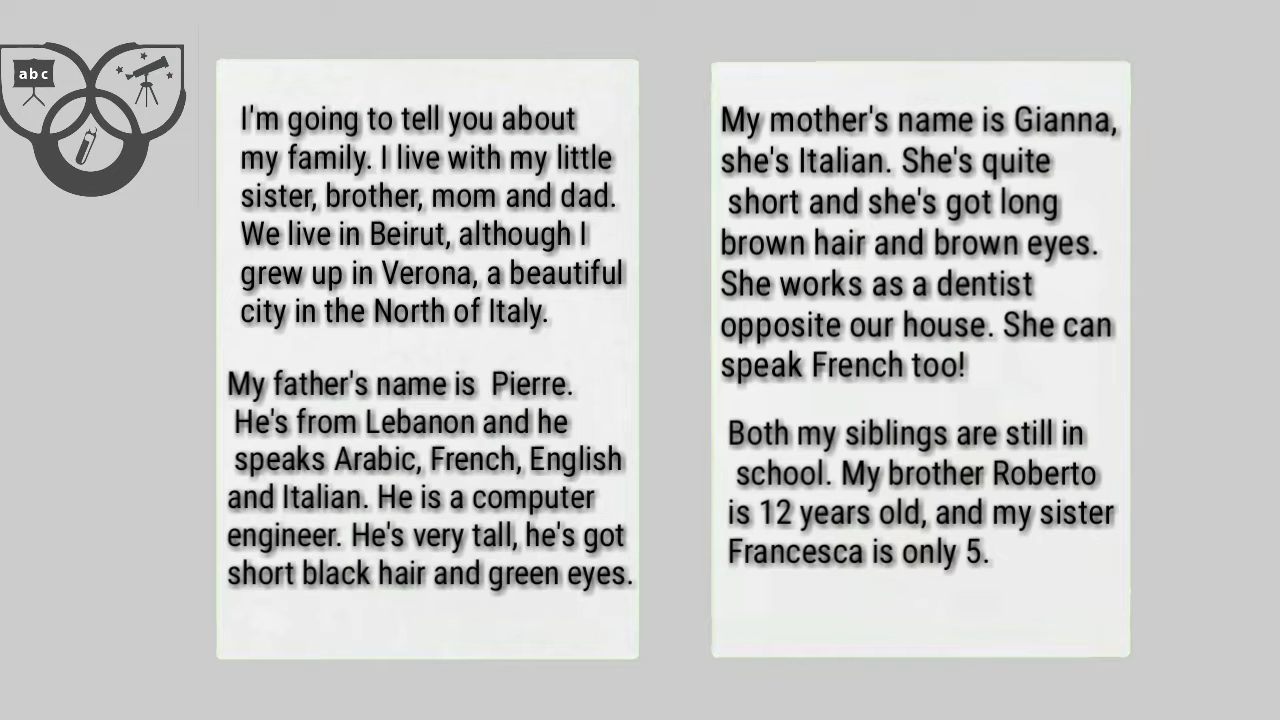 abc
I'm going to tell you about
my family. I live with my little
sister, brother, mom and dad.
We live in Beirut, although I
grew up in Verona, a beautiful
city in the North of Italy.
My father's name is Pierre.
He's from Lebanon and he
speaks Arabic, French, English
and Italian. He is a computer
engineer. He's very tall, he's got
short black hair and green eyes.
My mother's name is Gianna,
she's Italian. She's quite
short and she's got long
brown hair and brown eyes.
She works as a dentist
opposite our house. She can
speak French too!
Both my siblings are still in
school. My brother Roberto
is 12 years old, and my sister
Francesca is only 5.